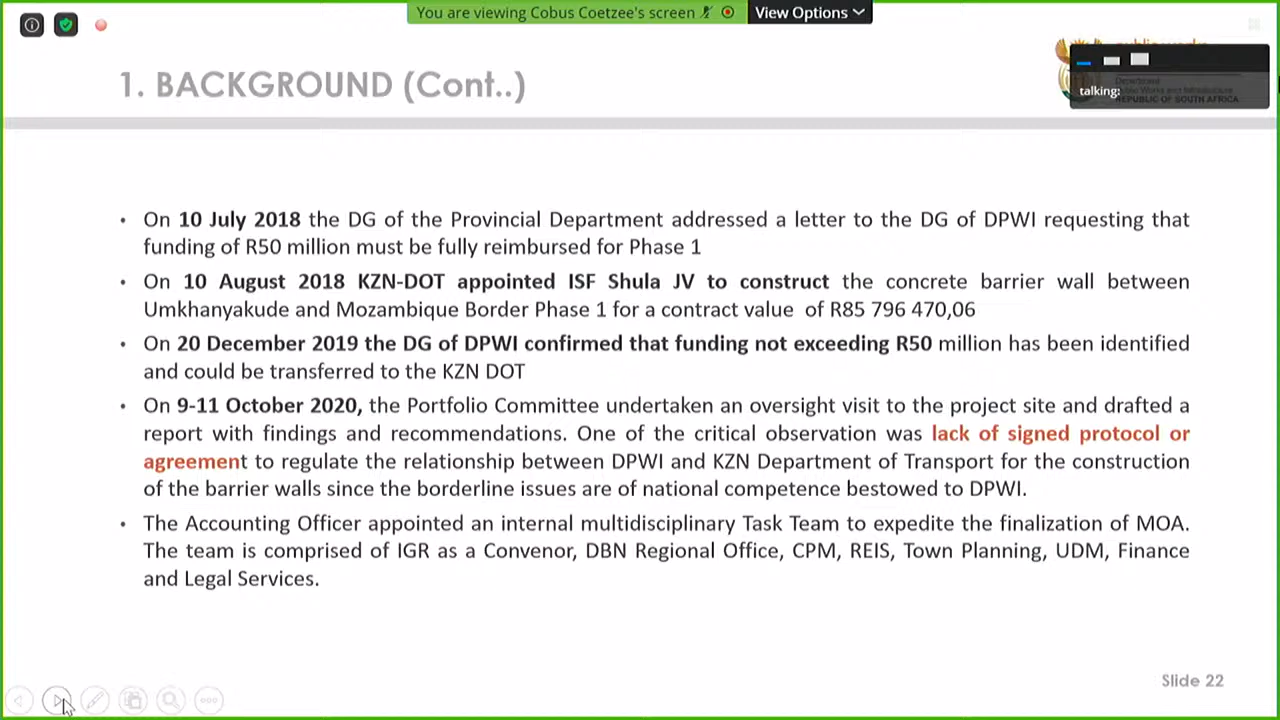 You are viewing Cobus Coetzee's screen
View Options
1. BACKGROUND (Cont..)
talking:
Department
REPUBLIC OF SOUTH AFRICA
• On 10 July 2018 the DG of the Provincial Department addressed a letter to the DG of DPWI requesting that
funding of R50 million must be fully reimbursed for Phase 1
• On 10 August 2018 KZN-DOT appointed ISF Shula JV to construct the concrete barrier wall between
Umkhanyakude and Mozambique Border Phase 1 for a contract value of R85 796 470,06
• On 20 December 2019 the DG of DPWI confirmed that funding not exceeding R50 million has been identified
and could be transferred to the KZN DOT
• On 9-11 October 2020, the Portfolio Committee undertaken an oversight visit to the project site and drafted a
report with findings and recommendations. One of the critical observation was lack of signed protocol or
agreement to regulate the relationship between DPWI and KZN Department of Transport for the construction
of the barrier walls since the borderline issues are of national competence bestowed to DPWI.
• The Accounting Officer appointed an internal multidisciplinary Task Team to expedite the finalization of MOA.
The team is comprised of IGR as a Convenor, DBN Regional Office, CPM, REIS, Town Planning, UDM, Finance
and Legal Services.
Slide 22